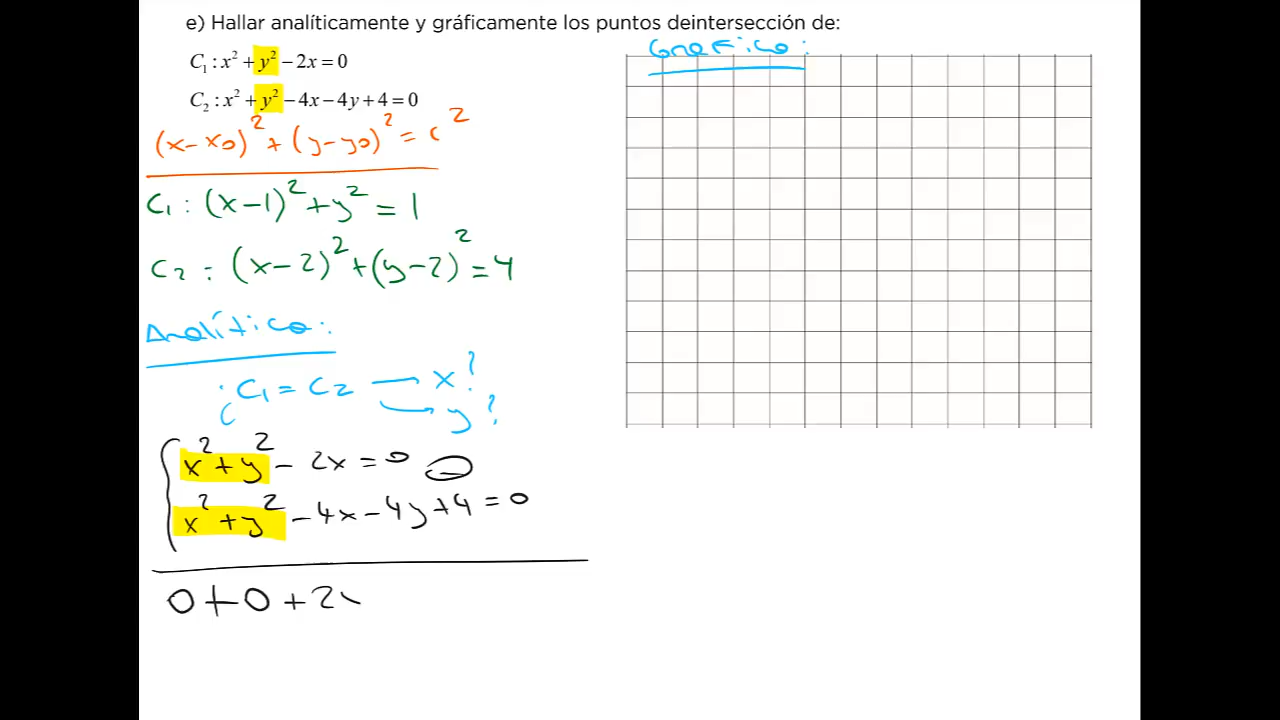 e) Hallar analíticamente y gráficamente los puntos deintersección de:
C₁ : x² + y² − 2x = 0
C₂ : x² + y² − 4x − 4y + 4 = 0
(x-x0)² + (y-y0)² = r²
C₁ : (x-1)² + y² = 1
C₂ : (x-2)² + (y-2)² = 4
Analítico:
¿C₁ = C₂ → x?
→ y?
x² + y² - 2x = 0 -
x² + y² - 4x - 4y + 4 = 0
0 + 0 + 2
Gráfico: